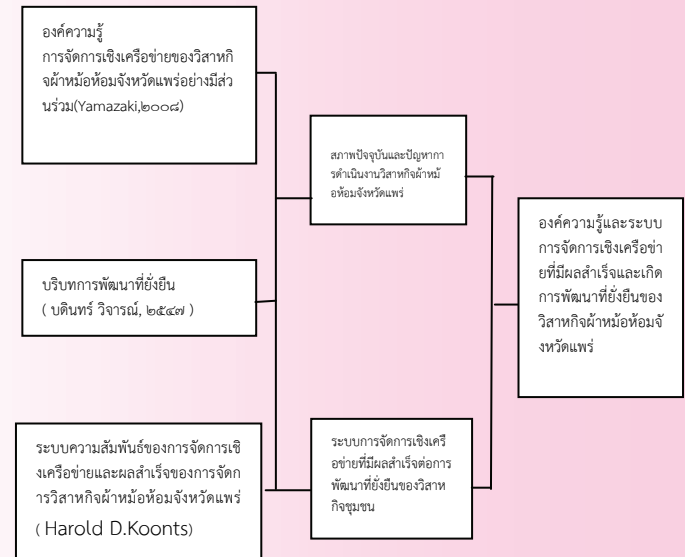 องค์ความรู้
การจัดการเชิงเครือข่ายของวิสาหกิ
จผ้าหม้อห้อมจังหวัดแพร่อย่างมีส่ว
นร่วม(Yamazaki,๒๐๐๘)
บริบทการพัฒนาที่ยั่งยืน
( บดินทร์ วิจารณ์, ๒๕๔๗ )
ระบบความสัมพันธ์ของการจัดการเชิ
งเครือข่ายและผลสำเร็จของการจัดก
ารวิสาหกิจผ้าหม้อห้อมจังหวัดแพร่
( Harold D.Koonts)
สภาพปัจจุบันและปัญหากา
รดำเนินงานวิสาหกิจผ้าหม้
อห้อมจังหวัดแพร่
ระบบการจัดการเชิงเครื
อข่ายที่มีผลสำเร็จต่อการ
พัฒนาที่ยั่งยืนของวิสาห
กิจชุมชน
องค์ความรู้และระบบ
การจัดการเชิงเครือข่า
ยที่มีผลสำเร็จและเกิด
การพัฒนาที่ยั่งยืนของ
วิสาหกิจผ้าหม้อห้อมจั
งหวัดแพร่